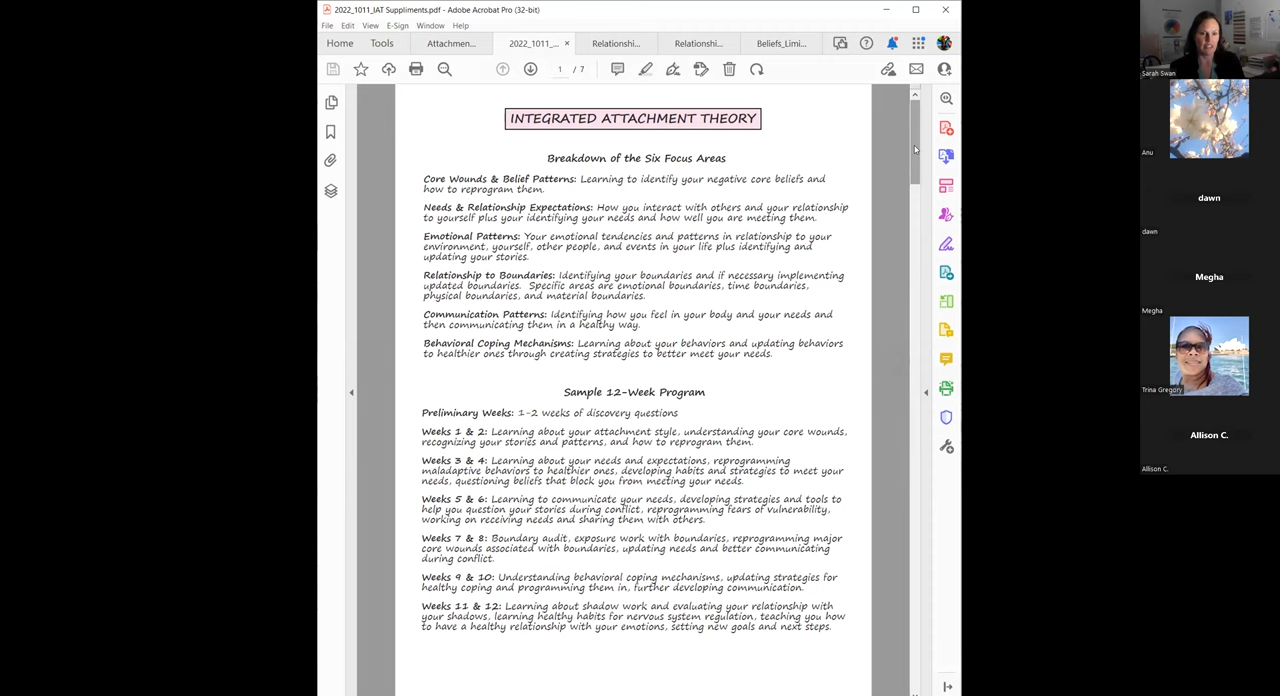 2022_1011_IAT Suppliments.pdf - Adobe Acrobat Pro (32-bit)
File Edit View E-Sign Window Help
Home Tools Attachmen... 2022_1011_... × Relationshi... Relationshi... Beliefs_Limi...
1 / 7
INTEGRATED ATTACHMENT THEORY
Breakdown of the Six Focus Areas
Core Wounds & Belief Patterns: Learning to identify your negative core beliefs and
how to reprogram them.
Needs & Relationship Expectations: How you interact with others and your relationship
to yourself plus your identifying your needs and how well you are meeting them.
Emotional Patterns: Your emotional tendencies and patterns in relationship to your
environment, yourself, other people, and events in your life plus identifying and
updating your stories.
Relationship to Boundaries: Identifying your boundaries and if necessary implementing
updated boundaries. Specific areas are emotional boundaries, time boundaries,
physical boundaries, and material boundaries.
Communication Patterns: Identifying how you feel in your body and your needs and
then communicating them in a healthy way.
Behavioral Coping Mechanisms: Learning about your behaviors and updating behaviors
to healthier ones through creating strategies to better meet your needs.
Sample 12-Week Program
Preliminary Weeks: 1-2 weeks of discovery questions
Weeks 1 & 2: Learning about your attachment style, understanding your core wounds,
recognizing your stories and patterns, and how to reprogram them.
Weeks 3 & 4: Learning about your needs and expectations, reprogramming
maladaptive behaviors to healthier ones, developing habits and strategies to meet your
needs, questioning beliefs that block you from meeting your needs.
Weeks 5 & 6: Learning to communicate your needs, developing strategies and tools to
help you question your stories during conflict, reprogramming fears of vulnerability,
working on receiving needs and sharing them with others.
Weeks 7 & 8: Boundary audit, exposure work with boundaries, reprogramming major
core wounds associated with boundaries, updating needs and better communicating
during conflict.
Weeks 9 & 10: Understanding behavioral coping mechanisms, updating strategies for
healthy coping and programming them in, further developing communication.
Weeks 11 & 12: Learning about shadow work and evaluating your relationship with
your shadows, learning healthy habits for nervous system regulation, teaching you how
to have a healthy relationship with your emotions, setting new goals and next steps.
Sarah Swan
Anu
dawn
dawn
Megha
Megha
Trina Gregory
Allison C.
Allison C.